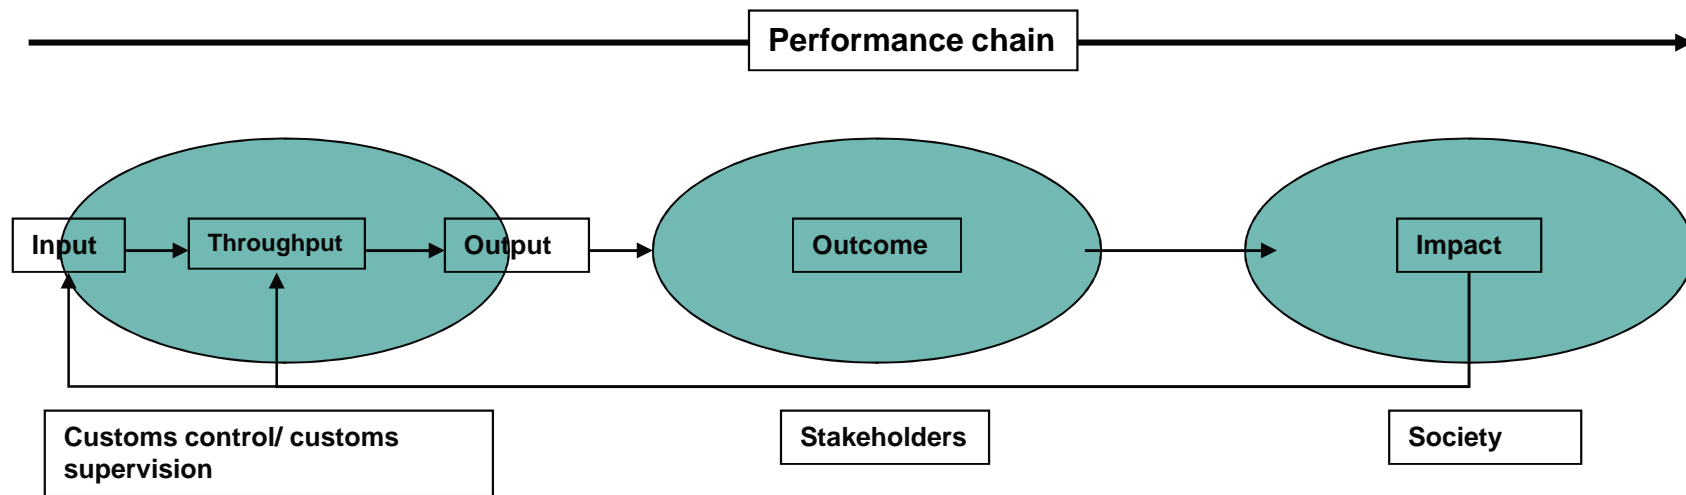 Performance chain
Input
Throughput
Output
Outcome
Impact
Customs control/ customs
supervision
Stakeholders
Society